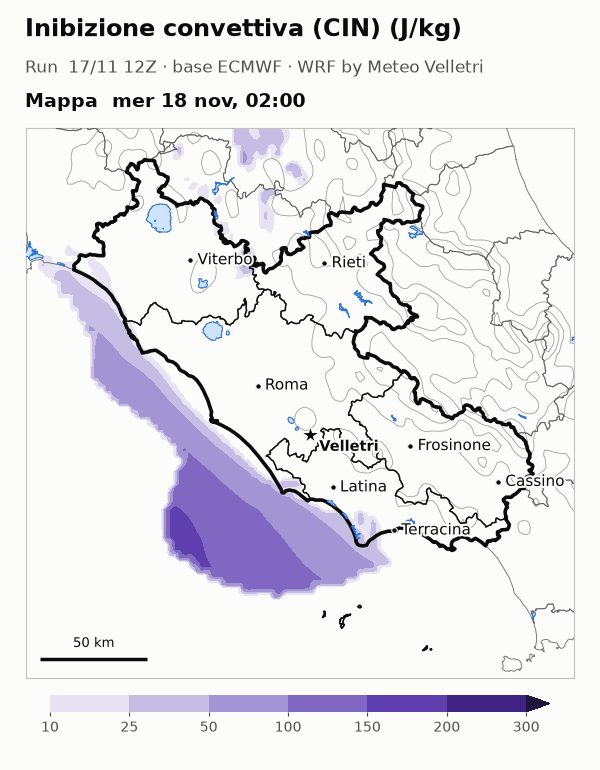 Inibizione convettiva (CIN) (J/kg)
Run 17/11 12Z · base ECMWF · WRF by Meteo Velletri
Mappa mer 18 nov, 02:00
Viterbo
Rieti
Roma
Velletri
Frosinone
Cassino
Latina
Terracina
50 km
10 25 50 100 150 200 300